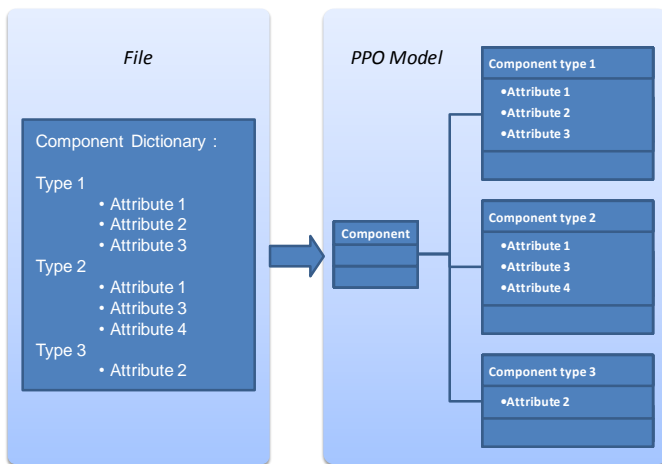 File
Component Dictionary :
Type 1
• Attribute 1
• Attribute 2
• Attribute 3
Type 2
• Attribute 1
• Attribute 3
• Attribute 4
Type 3
• Attribute 2
PPO Model
Component
Component type 1
•Attribute 1
•Attribute 2
•Attribute 3
Component type 2
•Attribute 1
•Attribute 3
•Attribute 4
Component type 3
•Attribute 2